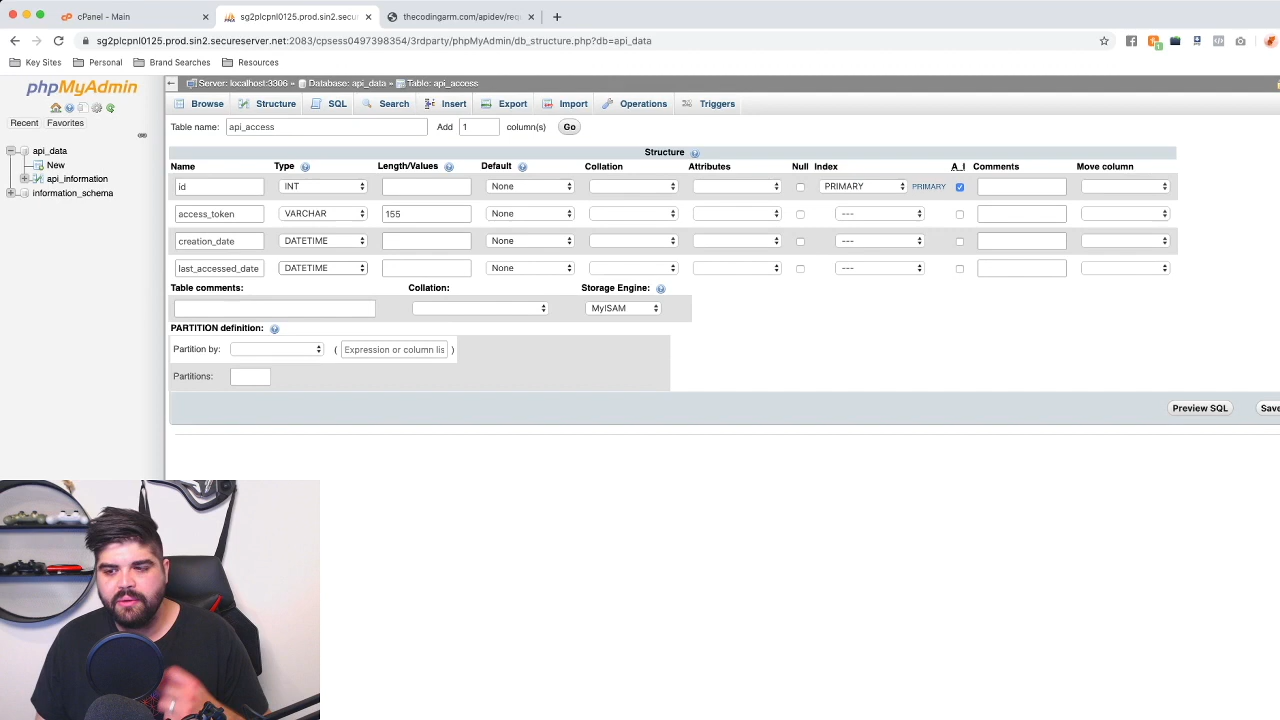 cPanel - Main
sg2plcpnl0125.prod.sin2.secur
thecodingarm.com/apidev/req
sg2plcpnl0125.prod.sin2.secureserver.net:2083/cpsess0497398354/3rdparty/phpMyAdmin/db_structure.php?db=api_data
Key Sites Personal Brand Searches Resources
phpMyAdmin
Recent Favorites
api_data
New
api_information
information_schema
Server: localhost:3306 » Database: api_data » Table: api_access
Browse Structure SQL Search Insert Export Import Operations Triggers
Table name: api_access Add 1 column(s) Go
Structure
Name Type Length/Values Default Collation Attributes Null Index A_I Comments Move column
id INT None PRIMARY PRIMARY
access_token VARCHAR 155 None ---
creation_date DATETIME None ---
last_accessed_date DATETIME None ---
Table comments: Collation: Storage Engine:
MyISAM
PARTITION definition:
Partition by: ( Expression or column lis )
Partitions:
Preview SQL Save